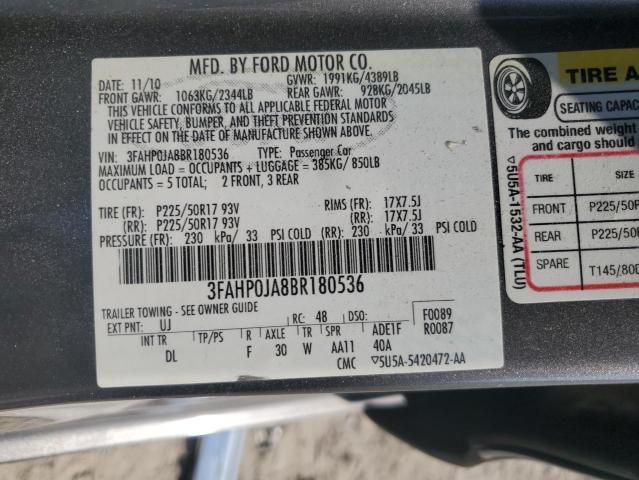 MFD. BY FORD MOTOR CO.
DATE: 11/10 GVWR: 1991KG/4389LB
FRONT GAWR: 1063KG/2344LB REAR GAWR: 928KG/2045LB
THIS VEHICLE CONFORMS TO ALL APPLICABLE FEDERAL MOTOR
VEHICLE SAFETY, BUMPER, AND THEFT PREVENTION STANDARDS
IN EFFECT ON THE DATE OF MANUFACTURE SHOWN ABOVE.
VIN: 3FAHP0JA8BR180536 TYPE: Passenger Car
MAXIMUM LOAD = OCCUPANTS + LUGGAGE = 385KG/850LB
OCCUPANTS = 5 TOTAL; 2 FRONT, 3 REAR
TIRE (FR): P225/50R17 93V RIMS (FR): 17X7.5J
(RR): P225/50R17 93V (RR): 17X7.5J
PRESSURE (FR): 230 kPa/ 33 PSI COLD (RR): 230 kPa/ 33 PSI COLD
3FAHP0JA8BR180536
TRAILER TOWING - SEE OWNER GUIDE
EXT PNT: UJ RC: 48 DSO: F0089
R0087
INT TR TP/PS R AXLE TR SPR ADE1F
DL F 30 W AA11 40A
CMC ▽5U5A-5420472-AA
TIRE A
SEATING CAPAC
The combined weight
and cargo should
▽5U5A-1532-AA (TLU)
TIRE SIZE
FRONT P225/50R
REAR P225/50R
SPARE T145/80D